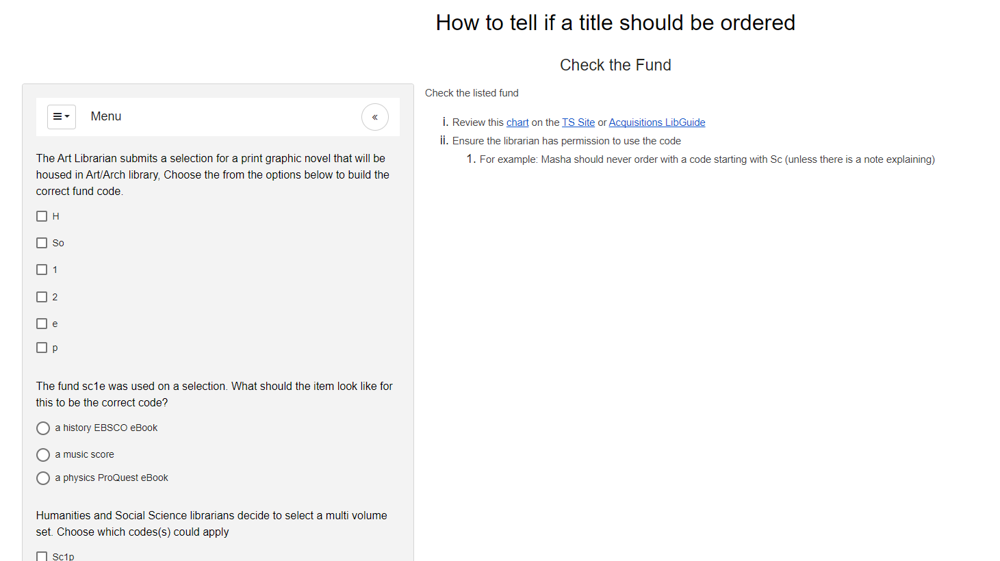 How to tell if a title should be ordered
Check the Fund
Menu
«
The Art Librarian submits a selection for a print graphic novel that will be
housed in Art/Arch library, Choose the from the options below to build the
correct fund code.
H
So
1
2
e
p
The fund sc1e was used on a selection. What should the item look like for
this to be the correct code?
a history EBSCO eBook
a music score
a physics ProQuest eBook
Humanities and Social Science librarians decide to select a multi volume
set. Choose which codes(s) could apply
Sc1p
Check the listed fund
i. Review this chart on the TS Site or Acquisitions LibGuide
ii. Ensure the librarian has permission to use the code
1. For example: Masha should never order with a code starting with Sc (unless there is a note explaining)